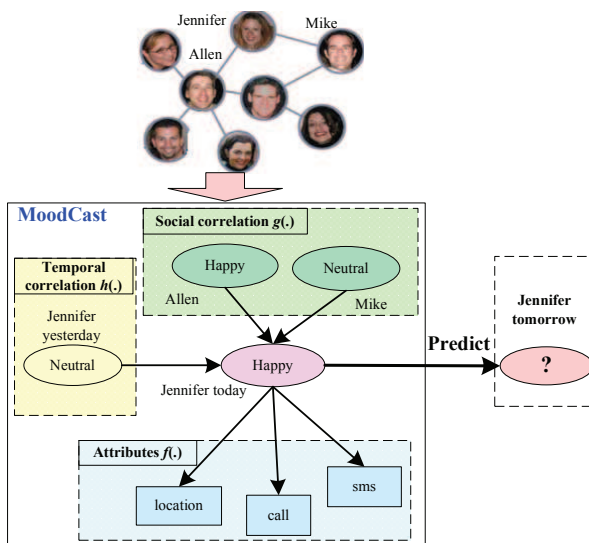 Jennifer
Mike
Allen
MoodCast
Social correlation g(.)
Happy
Neutral
Allen
Mike
Temporal
correlation h(.)
Jennifer
yesterday
Neutral
Happy
Jennifer today
Predict
Jennifer
tomorrow
?
Attributes f(.)
location
call
sms